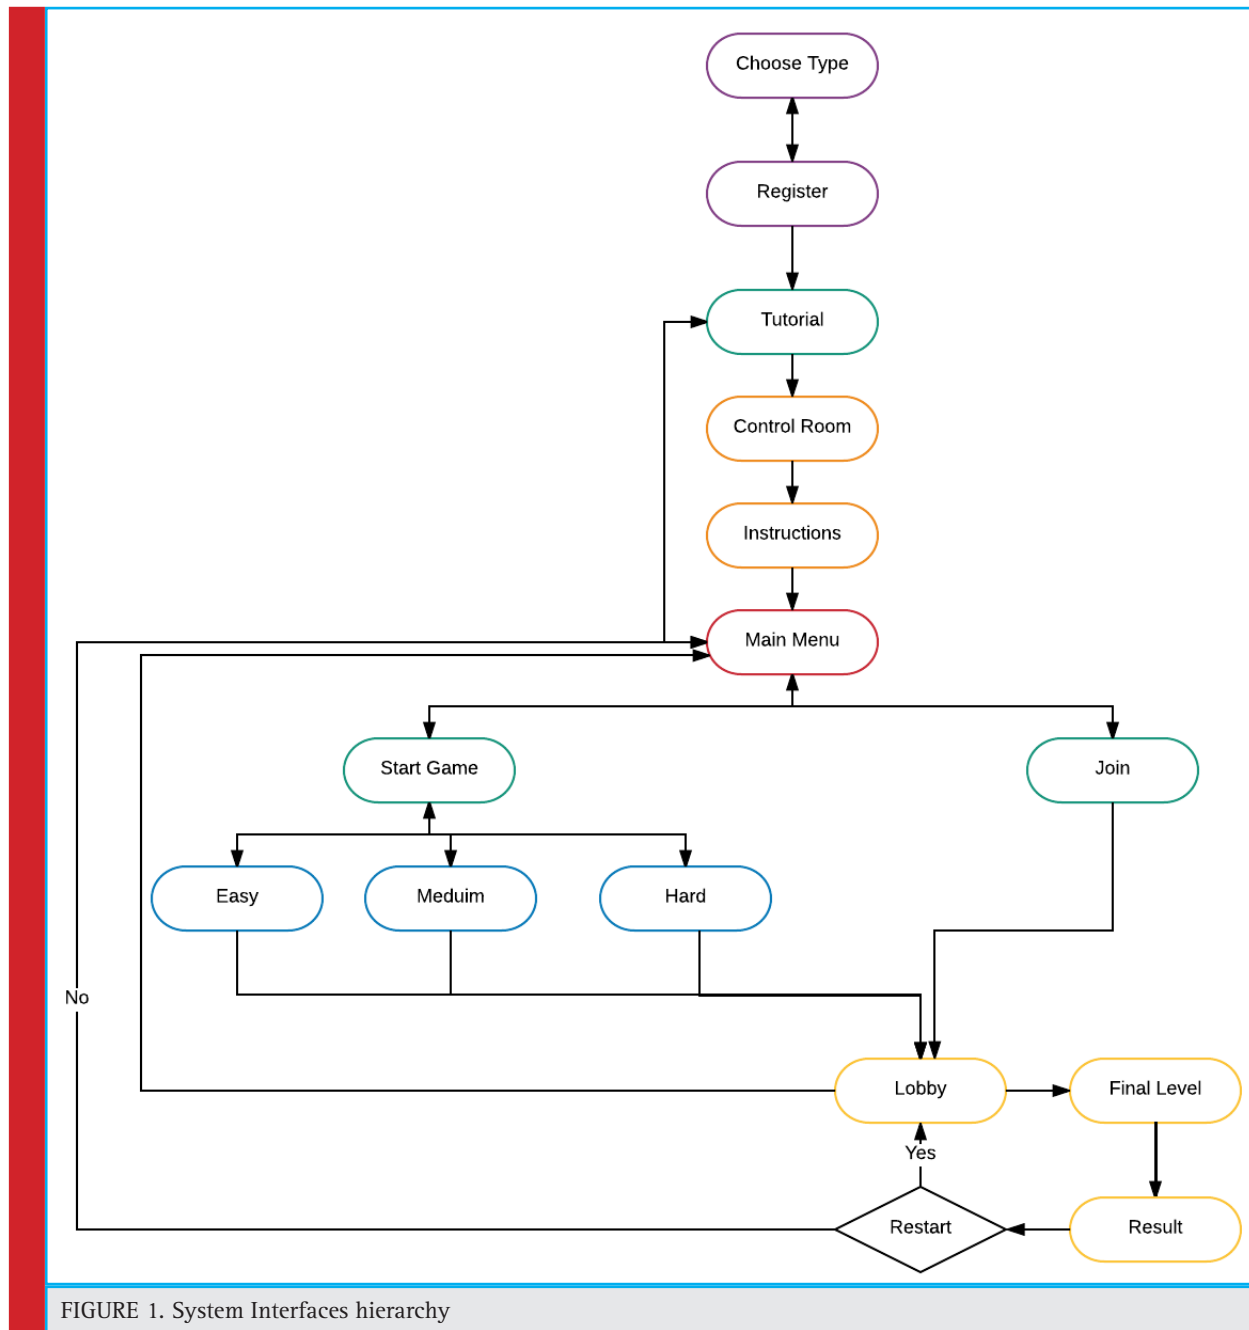 Choose Type
Register
Tutorial
Control Room
Instructions
Main Menu
Start Game
Join
Easy
Meduim
Hard
No
Lobby
Final Level
Yes
Restart
Result
FIGURE 1. System Interfaces hierarchy